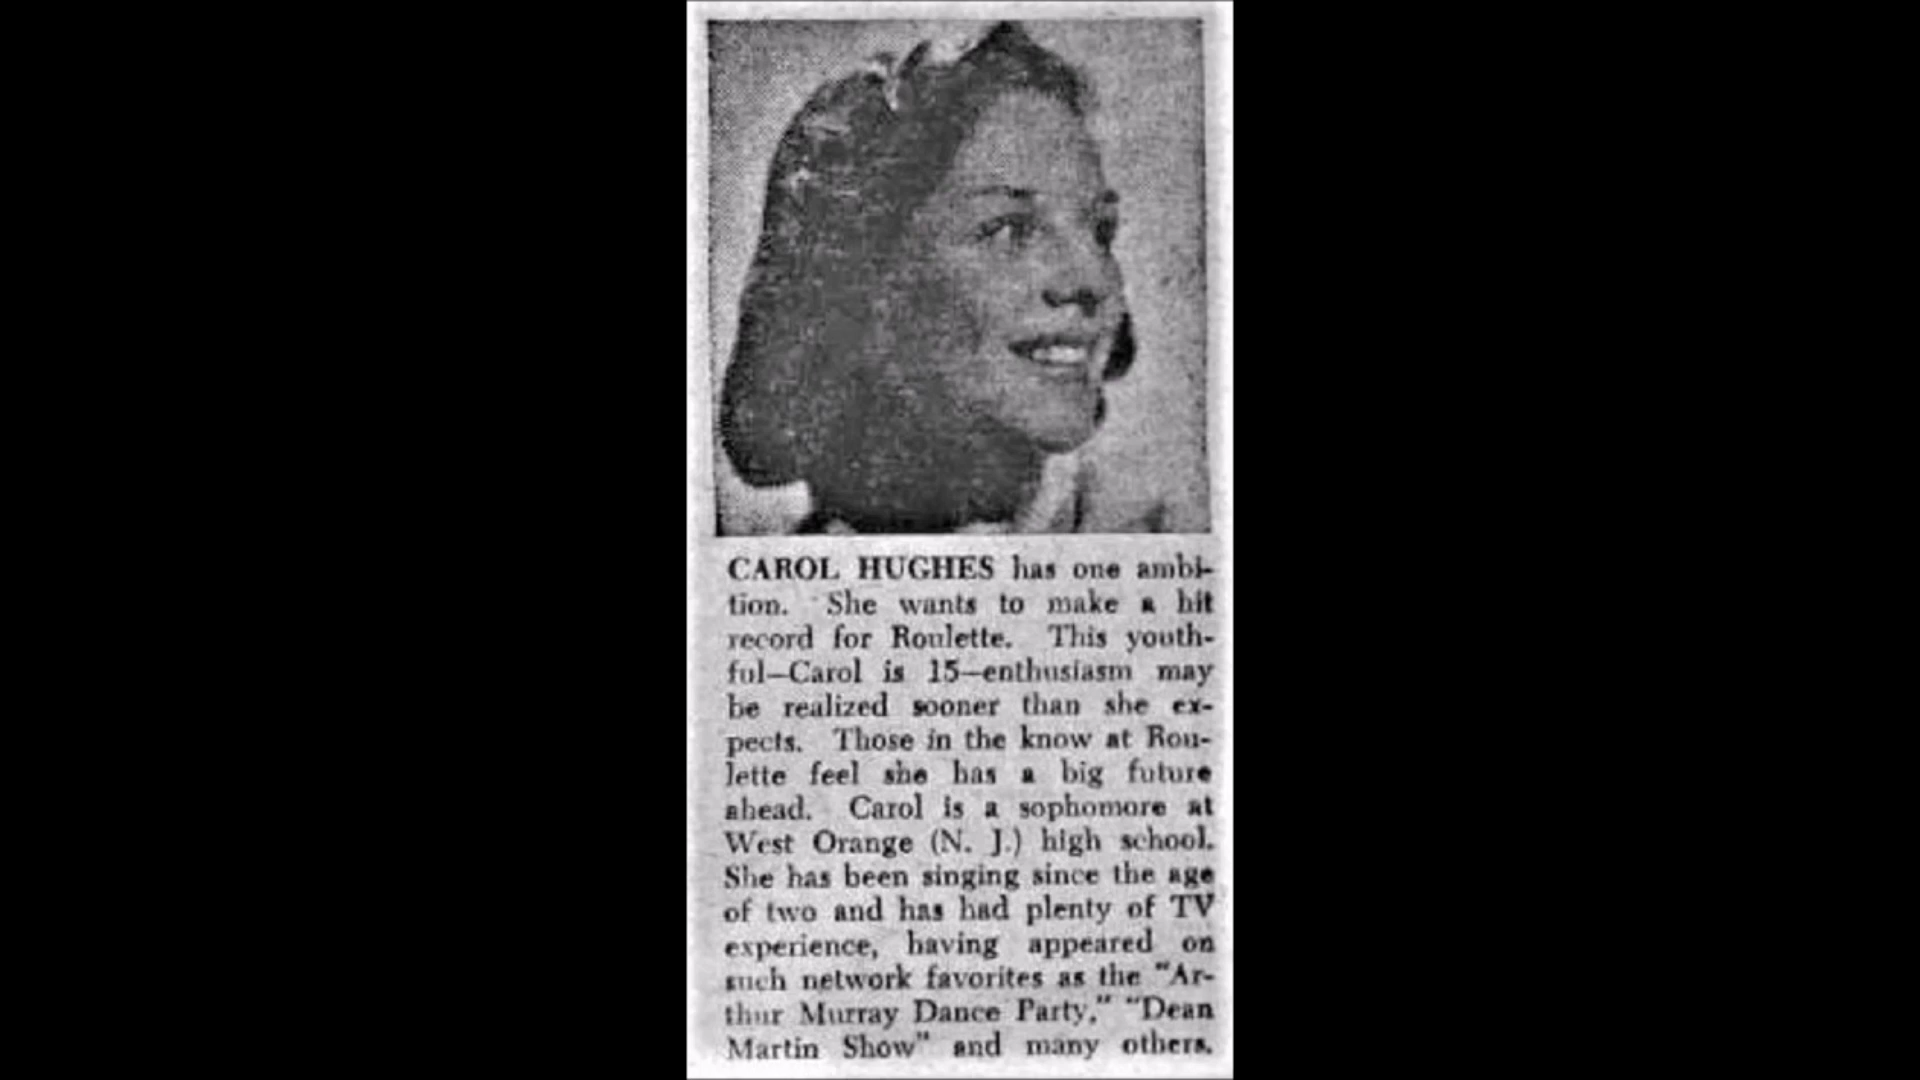 CAROL HUGHES has one ambi-
tion. She wants to make a hit
record for Roulette. This youth-
ful—Carol is 15—enthusiasm may
be realized sooner than she ex-
pects. Those in the know at Rou-
lette feel she has a big future
ahead. Carol is a sophomore at
West Orange (N. J.) high school.
She has been singing since the age
of two and has had plenty of TV
experience, having appeared on
such network favorites as the "Ar-
thur Murray Dance Party," "Dean
Martin Show" and many others.